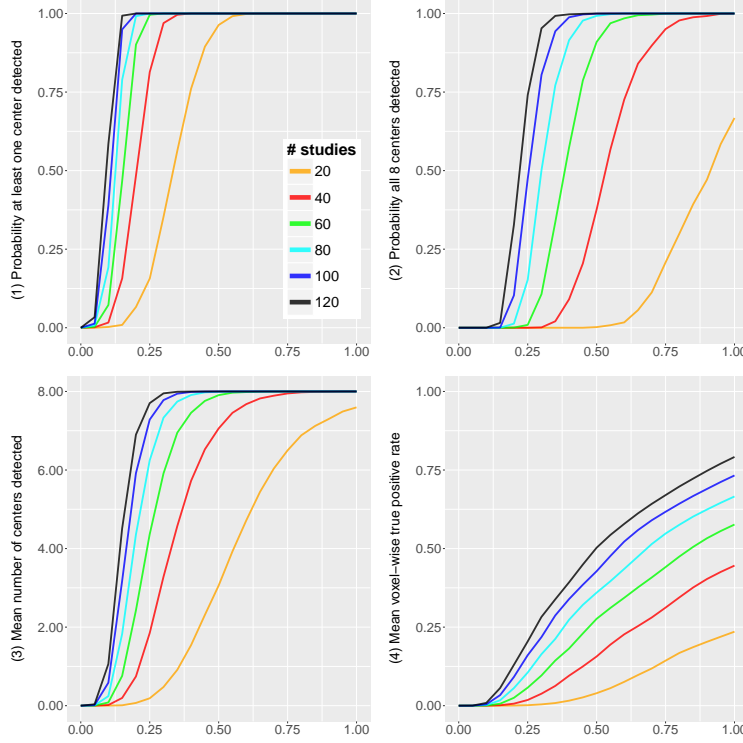 (1) Probability at least one center detected
1.00
0.75
0.50
0.25
0.00
# studies
20
40
60
80
100
120
0.00 0.25 0.50 0.75 1.00
(2) Probability all 8 centers detected
1.00
0.75
0.50
0.25
0.00
0.00 0.25 0.50 0.75 1.00
(3) Mean number of centers detected
8.00
6.00
4.00
2.00
0.00
0.00 0.25 0.50 0.75 1.00
(4) Mean voxel−wise true positive rate
1.00
0.75
0.50
0.25
0.00
0.00 0.25 0.50 0.75 1.00